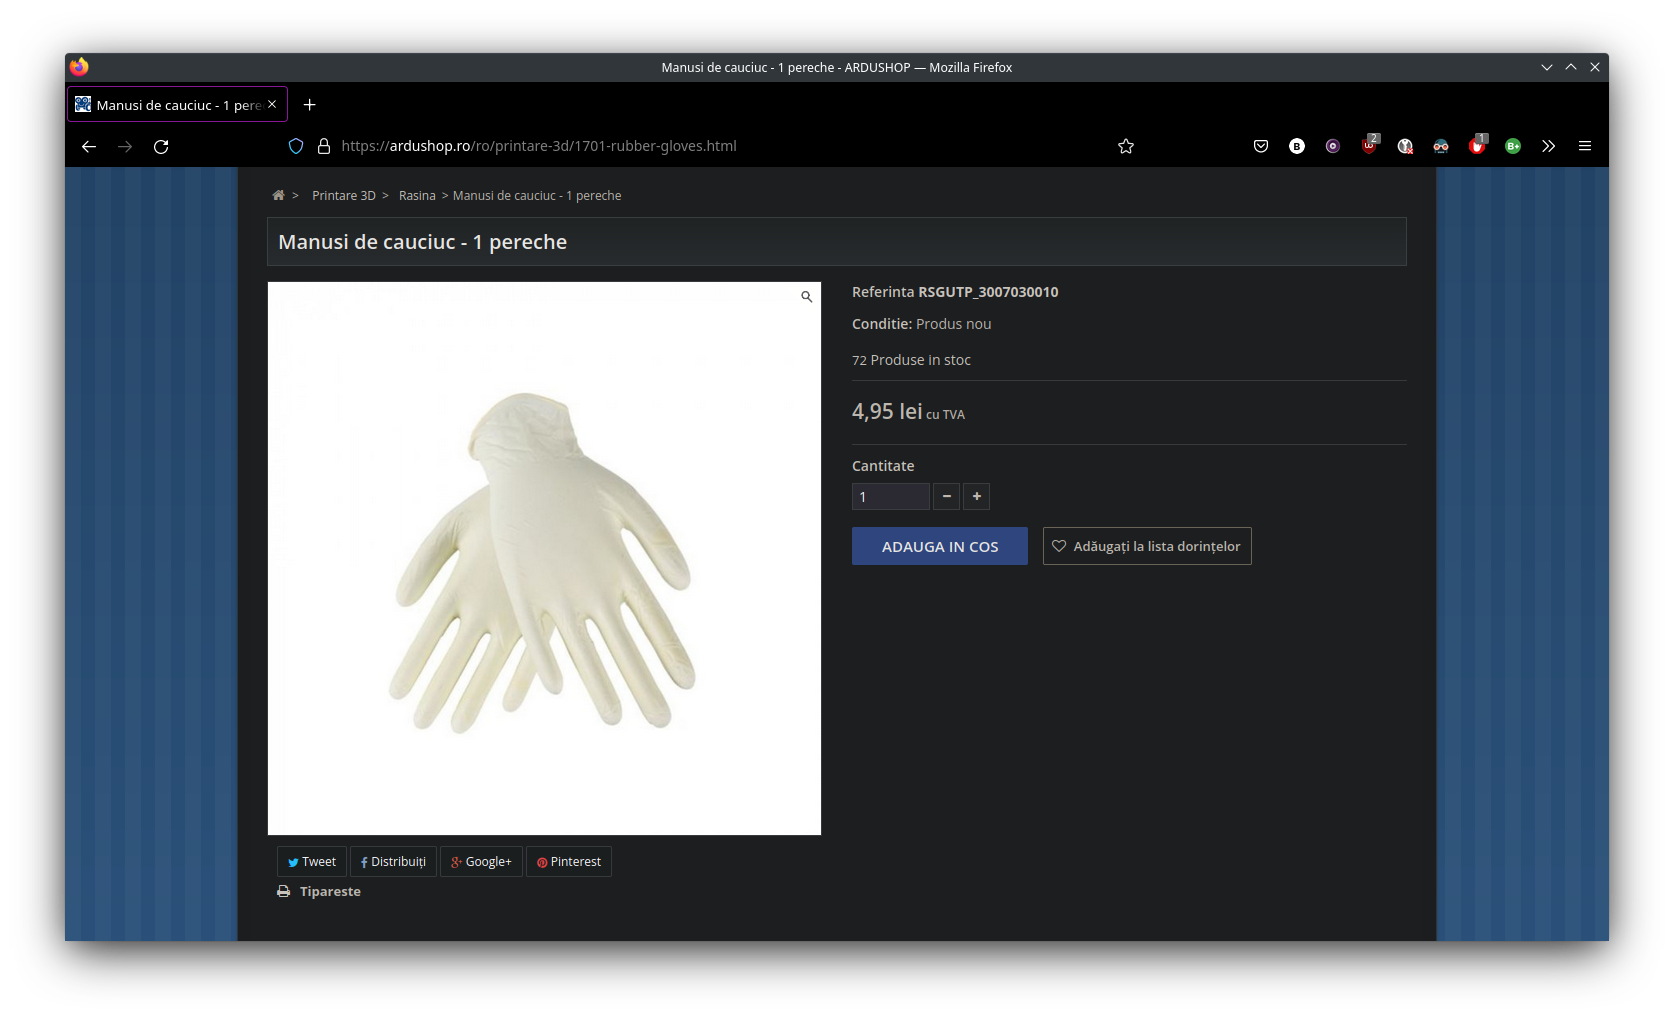 Manusi de cauciuc - 1 pereche - ARDUSHOP — Mozilla Firefox
Manusi de cauciuc - 1 pere
https://ardushop.ro/ro/printare-3d/1701-rubber-gloves.html
B
2
1
B+
> Printare 3D > Rasina > Manusi de cauciuc - 1 pereche
Manusi de cauciuc - 1 pereche
Referinta RSGUTP_3007030010
Conditie: Produs nou
72 Produse in stoc
4,95 lei cu TVA
Cantitate
1
ADAUGA IN COS
Adăugați la lista dorințelor
Tweet
Distribuiți
Google+
Pinterest
Tipareste